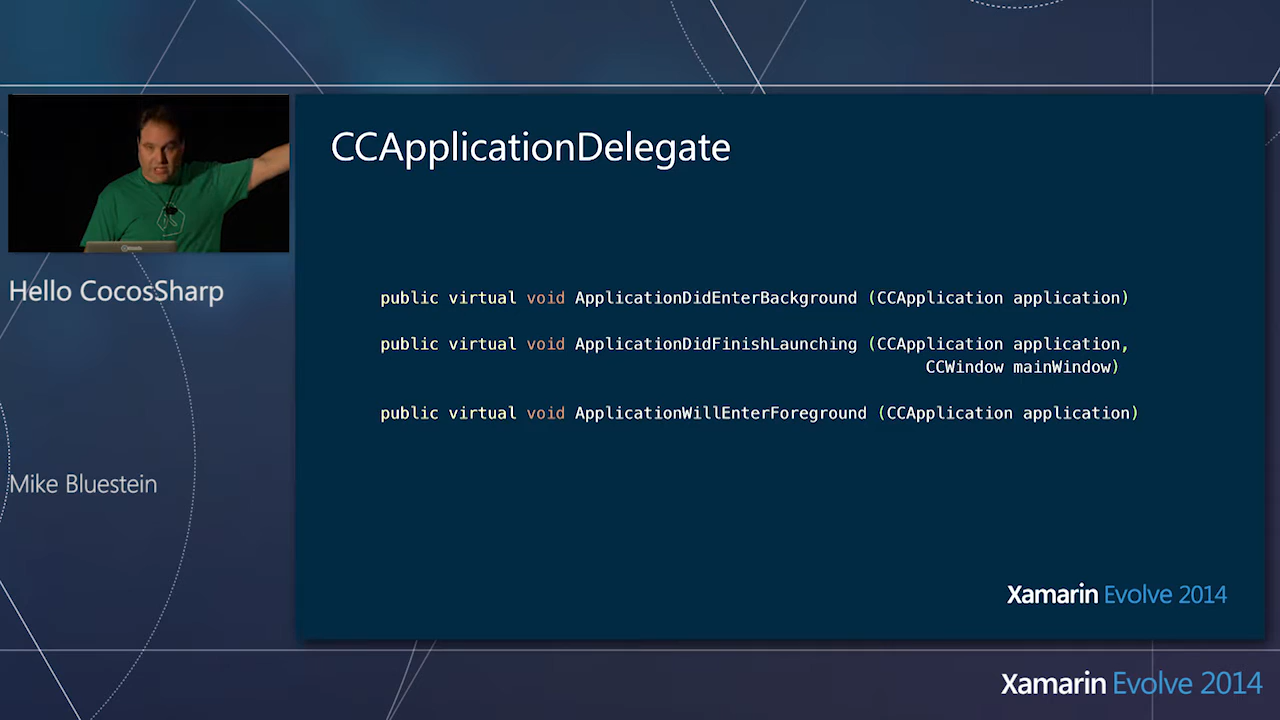 CCApplicationDelegate
Hello CocosSharp
public virtual void ApplicationDidEnterBackground (CCApplication application)
public virtual void ApplicationDidFinishLaunching (CCApplication application,
CCWindow mainWindow)
public virtual void ApplicationWillEnterForeground (CCApplication application)
Mike Bluestein
Xamarin Evolve 2014
Xamarin Evolve 2014